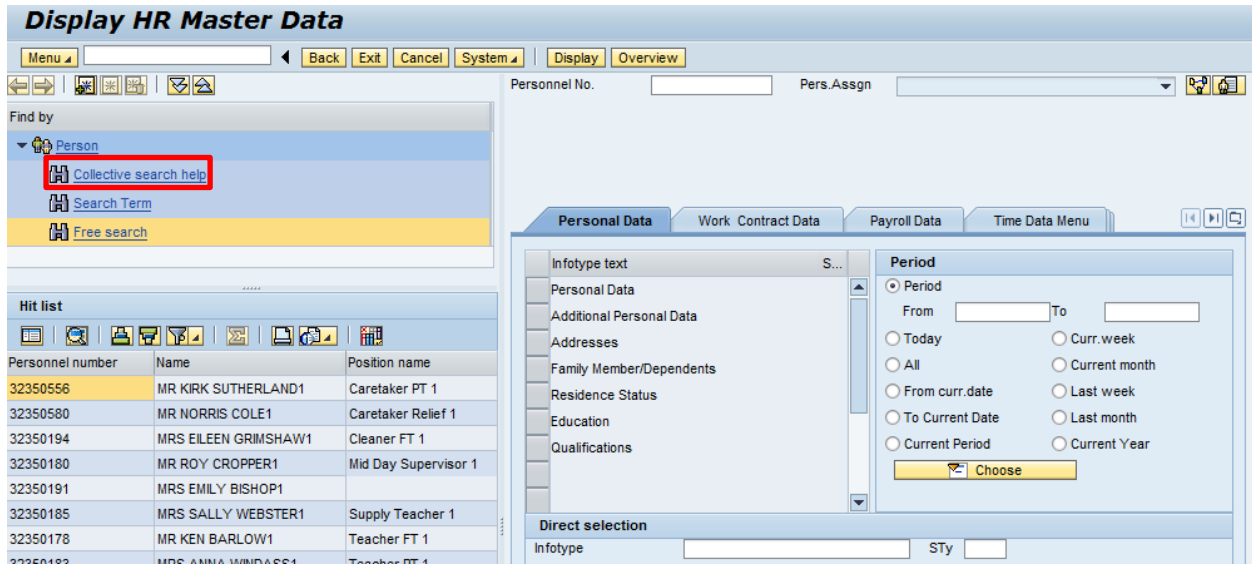 Display HR Master Data
Menu Back Exit Cancel System Display Overview
Find by
Person
Collective search help
Search Term
Free search
Hit list
Personnel number Name Position name
32350556 MR KIRK SUTHERLAND1 Caretaker PT 1
32350580 MR NORRIS COLE1 Caretaker Relief 1
32350194 MRS EILEEN GRIMSHAW1 Cleaner FT 1
32350180 MR ROY CROPPER1 Mid Day Supervisor 1
32350191 MRS EMILY BISHOP1
32350185 MRS SALLY WEBSTER1 Supply Teacher 1
32350178 MR KEN BARLOW1 Teacher FT 1
32350183 MRS ANNA WINDASS1 Teacher PT 1
Personnel No. Pers.Assgn
Personal Data Work Contract Data Payroll Data Time Data Menu
Infotype text S...
Personal Data
Additional Personal Data
Addresses
Family Member/Dependents
Residence Status
Education
Qualifications
Period
Period
From To
Today Curr.week
All Current month
From curr.date Last week
To Current Date Last month
Current Period Current Year
Choose
Direct selection
Infotype STy